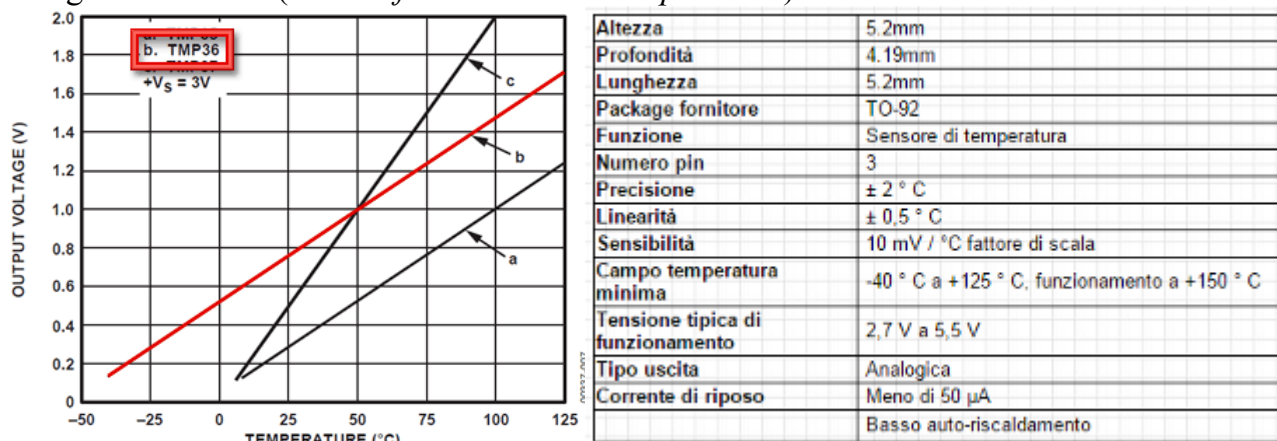 2.0
1.8
1.6
1.4
1.2
1.0
0.8
0.6
0.4
0.2
0
OUTPUT VOLTAGE (V)
b. TMP36
+VS = 3V
c
b
a
–50 –25 0 25 50 75 100 125
TEMPERATURE (°C)
Altezza 5.2mm
Profondità 4.19mm
Lunghezza 5.2mm
Package fornitore TO-92
Funzione Sensore di temperatura
Numero pin 3
Precisione ± 2 ° C
Linearità ± 0,5 ° C
Sensibilità 10 mV / °C fattore di scala
Campo temperatura
minima -40 ° C a +125 ° C, funzionamento a +150 ° C
Tensione tipica di
funzionamento 2,7 V a 5,5 V
Tipo uscita Analogica
Corrente di riposo Meno di 50 µA
Basso auto-riscaldamento